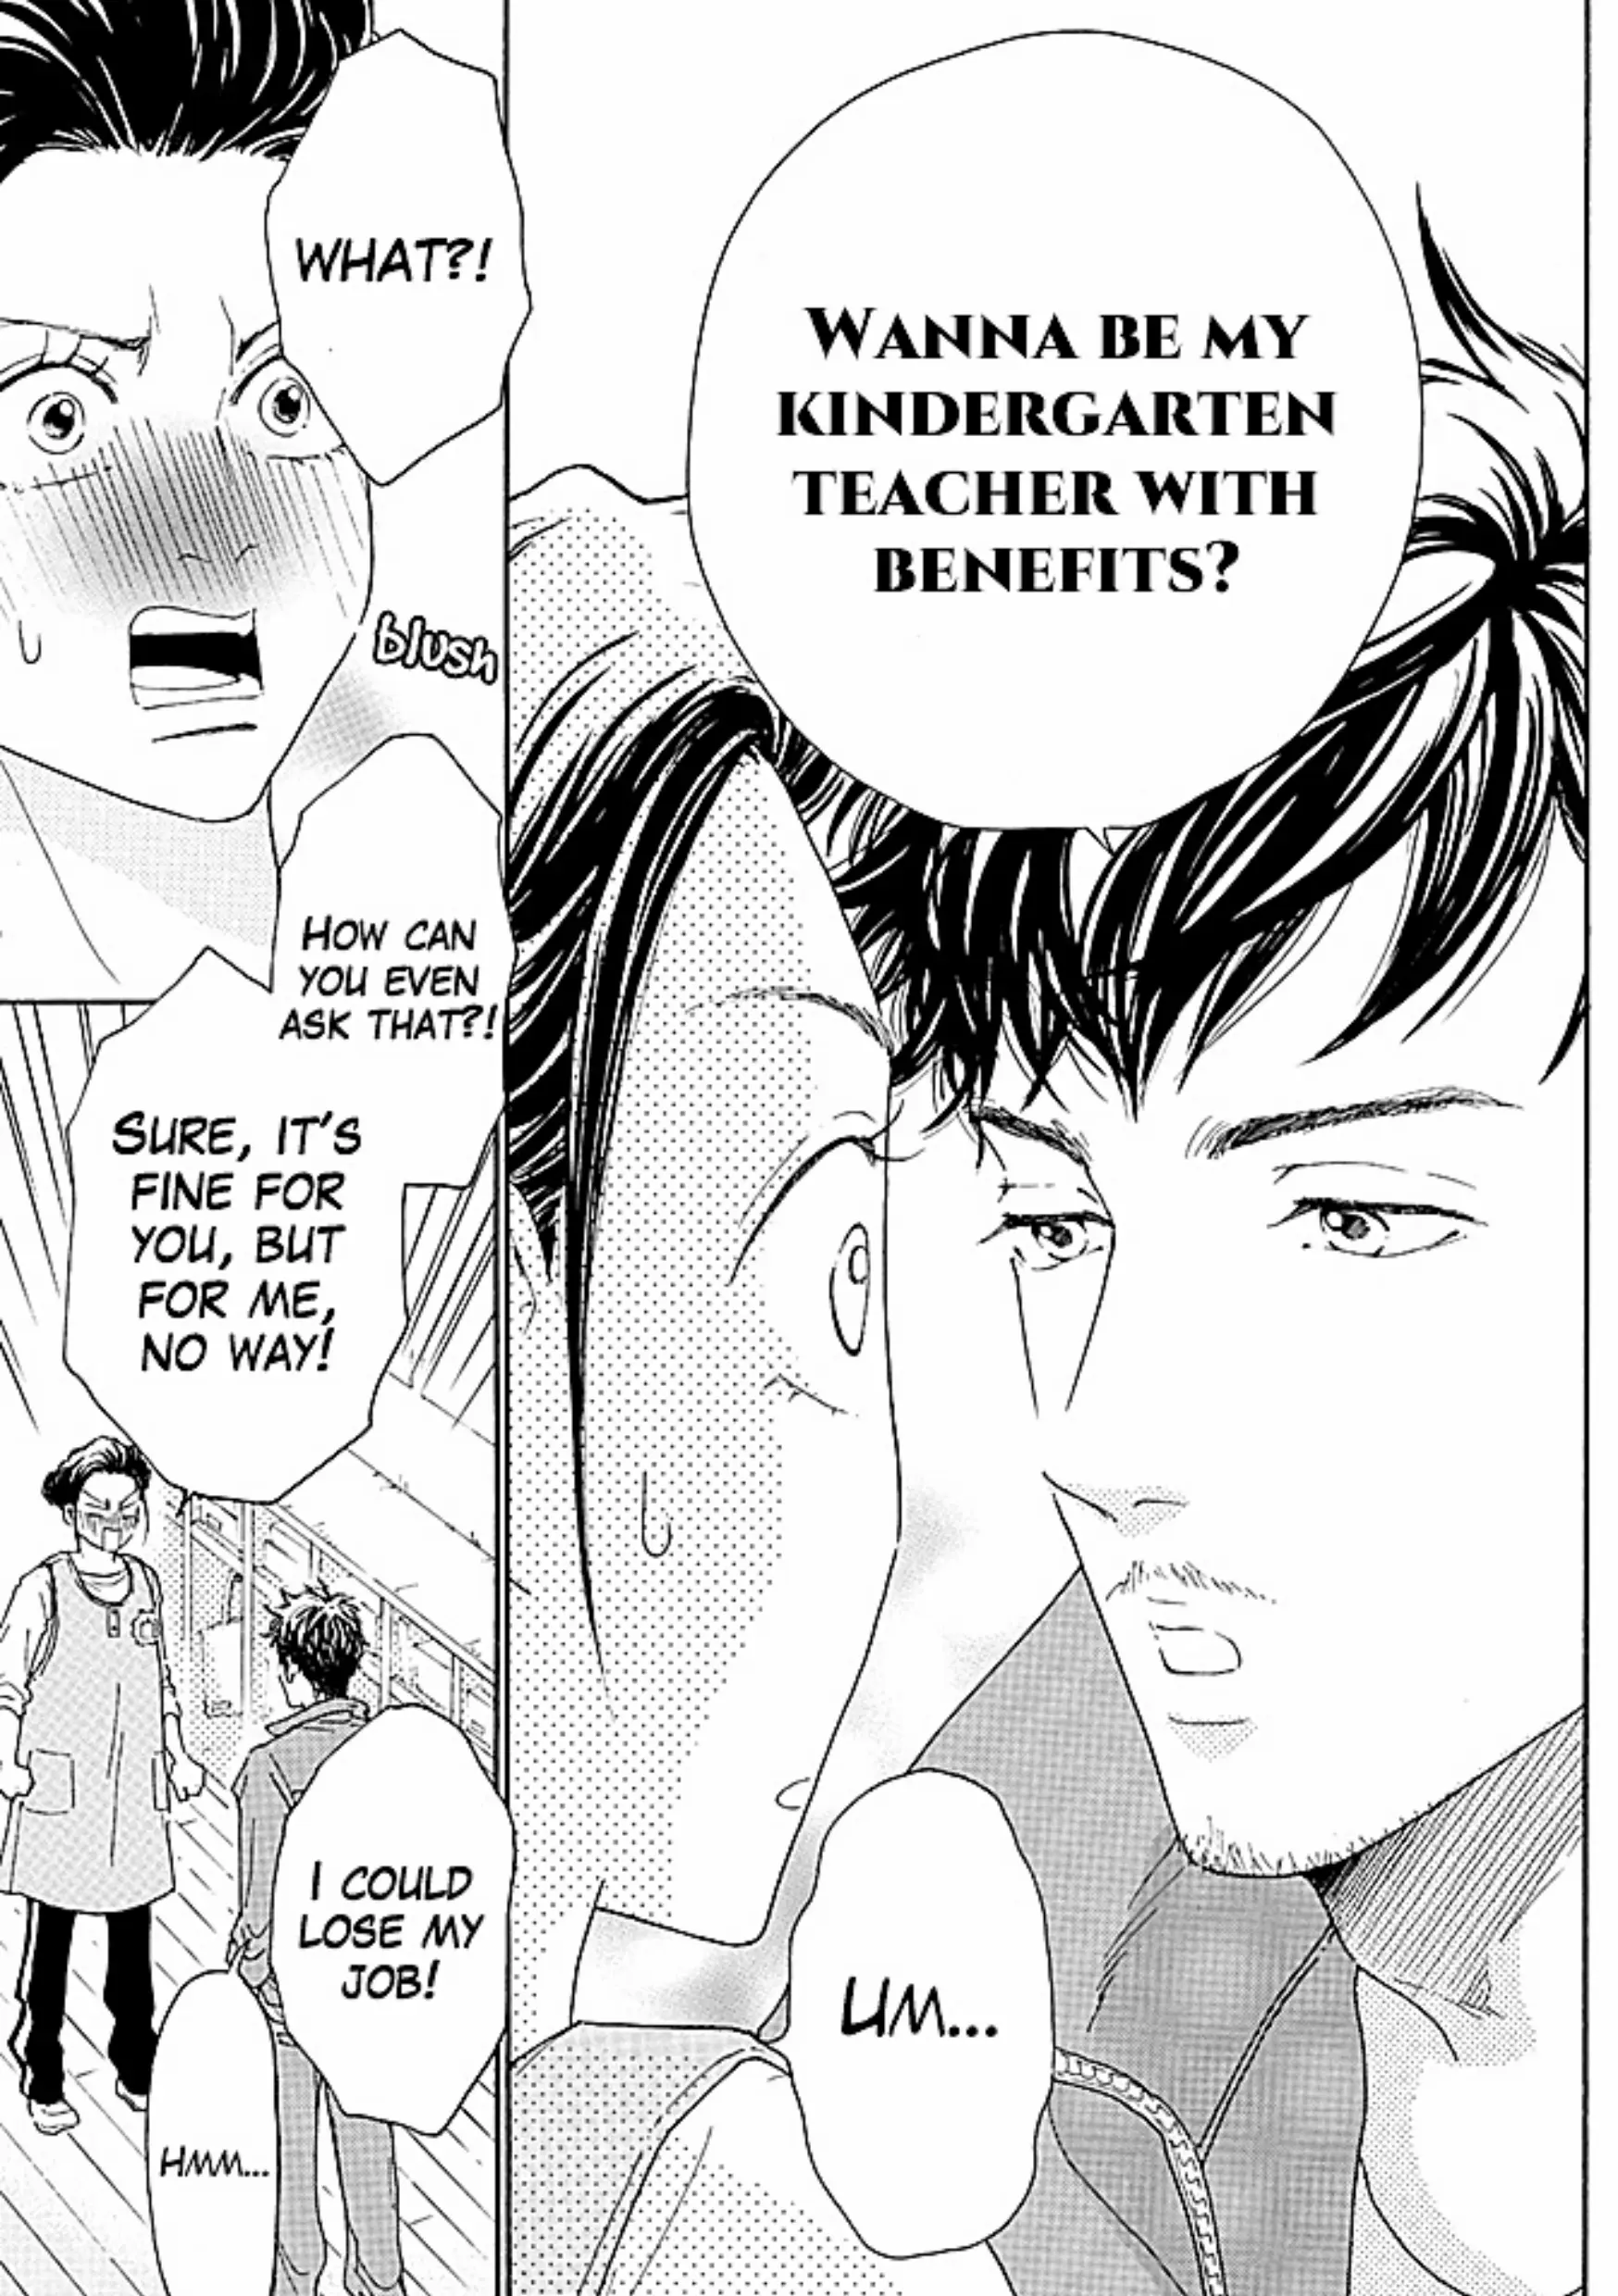 WANNA BE MY
KINDERGARTEN
TEACHER WITH
BENEFITS?
UM...
WHAT?!
blush
HOW CAN
YOU EVEN
ASK THAT?!
SURE, IT'S
FINE FOR
YOU, BUT
FOR ME,
NO WAY!
I COULD
LOSE MY
JOB!
HMM...